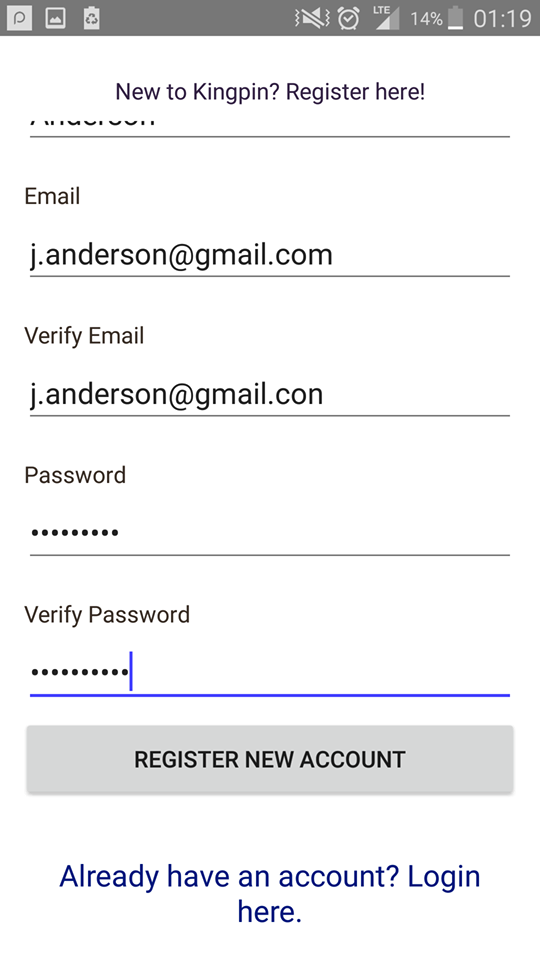 LTE 14% 01:19
New to Kingpin? Register here!
Anderson
Email
j.anderson@gmail.com
Verify Email
j.anderson@gmail.con
Password
•••••••••
Verify Password
••••••••••
REGISTER NEW ACCOUNT
Already have an account? Login
here.